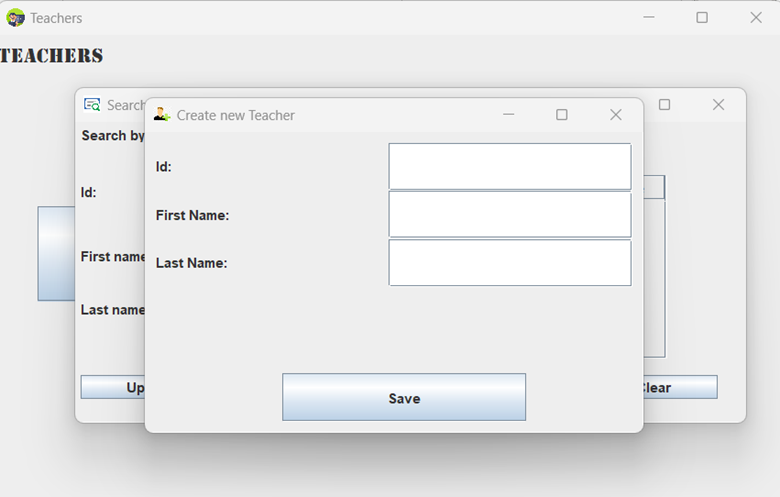 Teachers
TEACHERS
Search
Create new Teacher
Search by
Id:
Id:
First Name:
First name
Last Name:
Last name
Up
Save
Clear